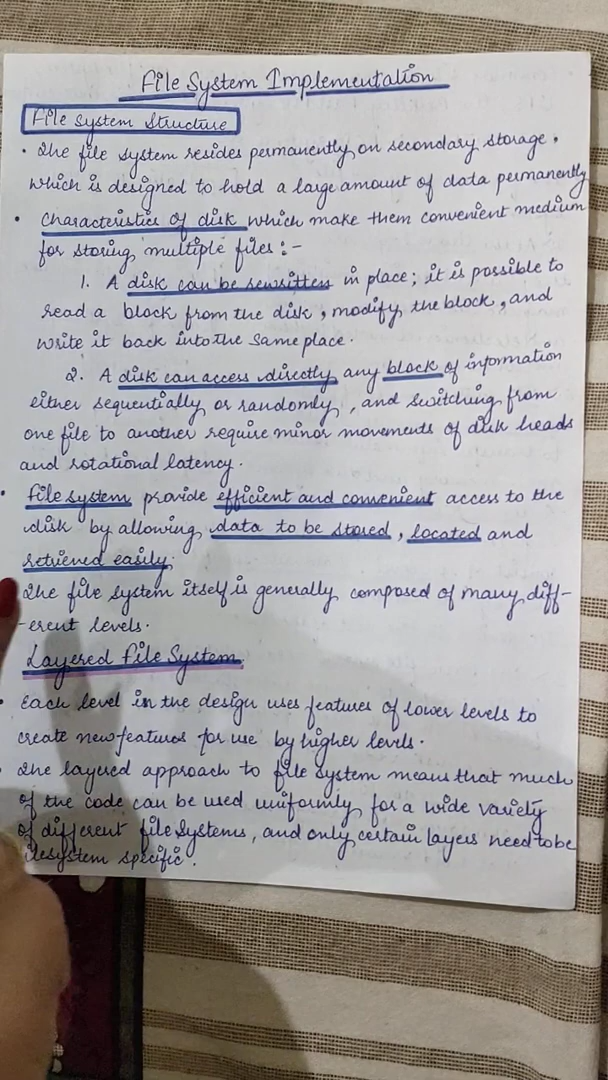 File System Implementation
File System Structure
• The file system resides permanently on secondary storage.
which is designed to hold a large amount of data permanently
• Characteristics of disk which make them convenient medium
for storing multiple files :-
1. A disk can be rewritten in place; it is possible to
read a block from the disk, modify the block, and
write it back into the same place.
2. A disk can access directly any block of information
either sequentially or randomly, and switching from
one file to another require minor movements of disk heads
and rotational latency.
• File system provide efficient and convenient access to the
disk by allowing data to be stored, located and
retrieved easily.
The file system itself is generally composed of many diff-
-erent levels.
Layered File System
• Each level in the design uses features of lower levels to
create new features for use by higher levels.
• The layered approach to file system means that much
of the code can be used uniformly for a wide variety
of different file systems, and only certain layers need to be
filesystem specific.